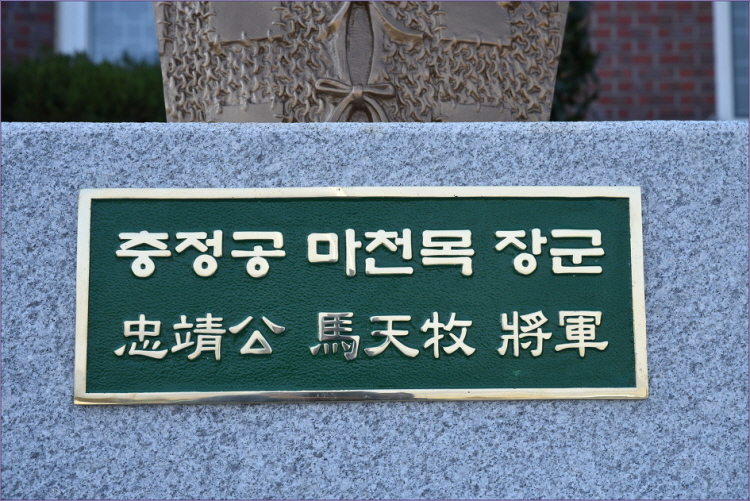 충정공 마천목 장군
忠靖公 馬天牧 將軍